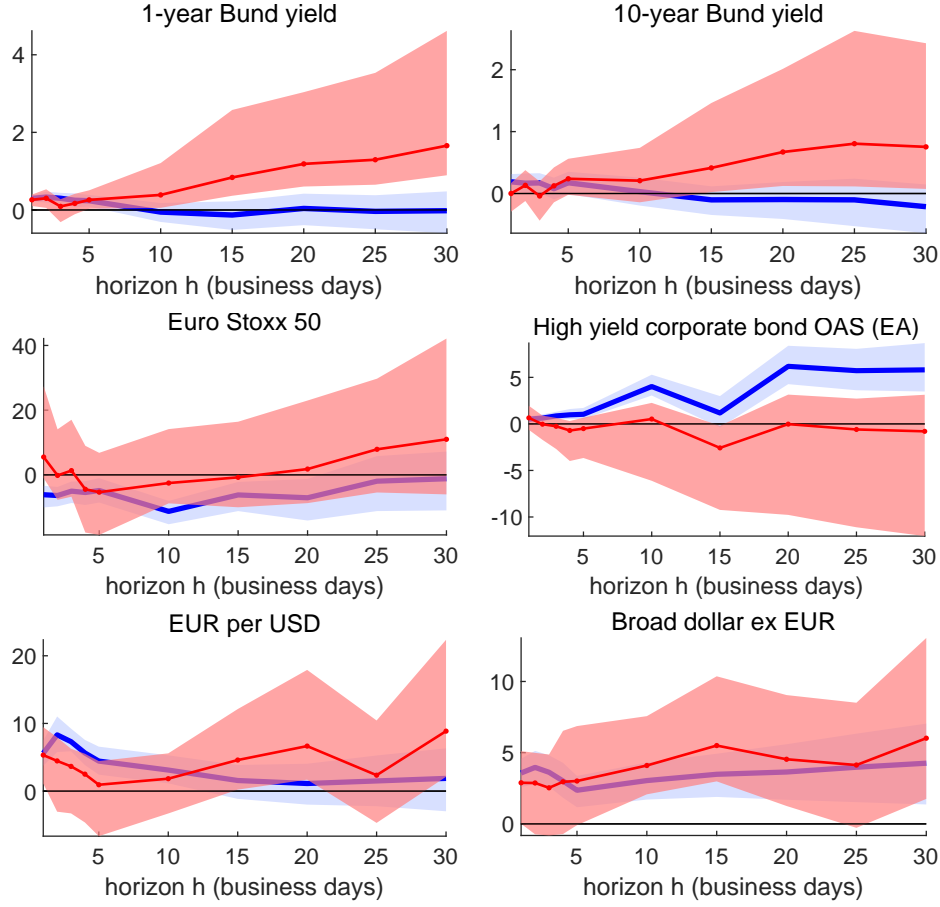 1-year Bund yield
4
2
0
5 10 15 20 25 30
horizon h (business days)
10-year Bund yield
2
1
0
5 10 15 20 25 30
horizon h (business days)
Euro Stoxx 50
40
20
0
5 10 15 20 25 30
horizon h (business days)
High yield corporate bond OAS (EA)
5
0
-5
-10
5 10 15 20 25 30
horizon h (business days)
EUR per USD
20
10
0
5 10 15 20 25 30
horizon h (business days)
Broad dollar ex EUR
10
5
0
5 10 15 20 25 30
horizon h (business days)